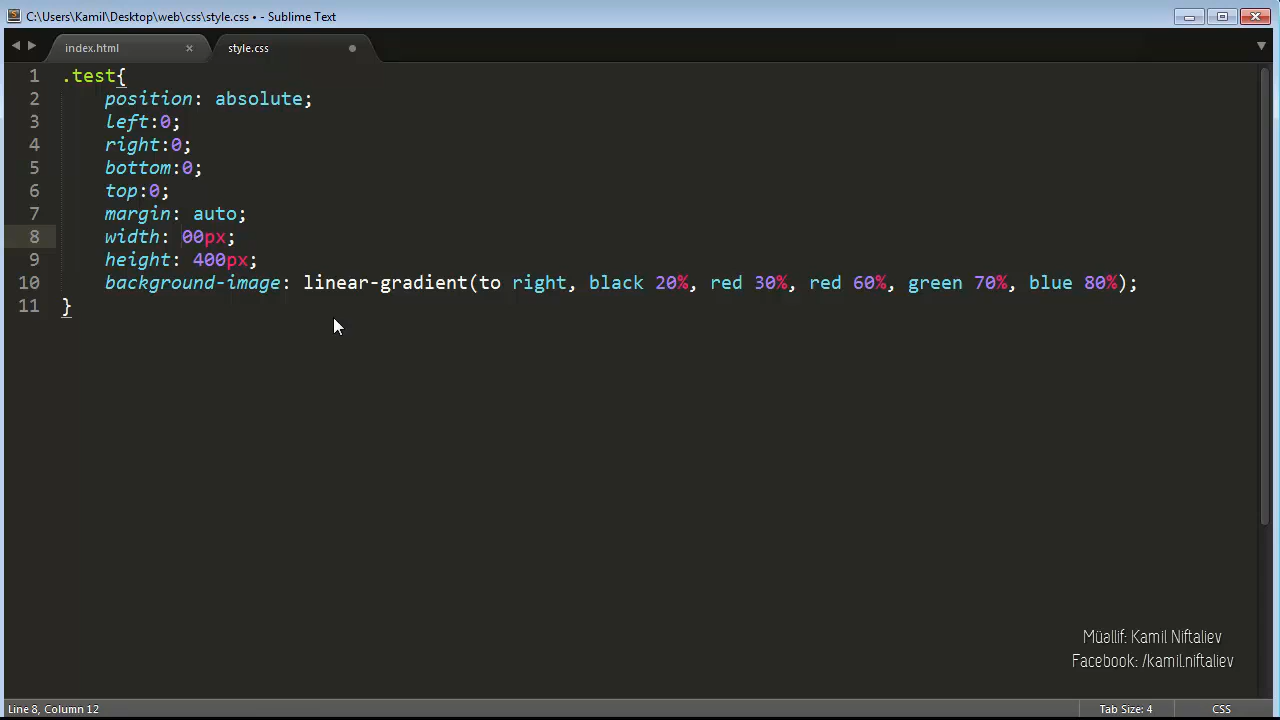 C:\Users\Kamil\Desktop\web\css\style.css • - Sublime Text
index.html × style.css
1 .test{
2 position: absolute;
3 left:0;
4 right:0;
5 bottom:0;
6 top:0;
7 margin: auto;
8 width: 00px;
9 height: 400px;
10 background-image: linear-gradient(to right, black 20%, red 30%, red 60%, green 70%, blue 80%);
11 }
Müəllif: Kamil Niftaliev
Facebook: /kamil.niftaliev
Line 8, Column 12 Tab Size: 4 CSS